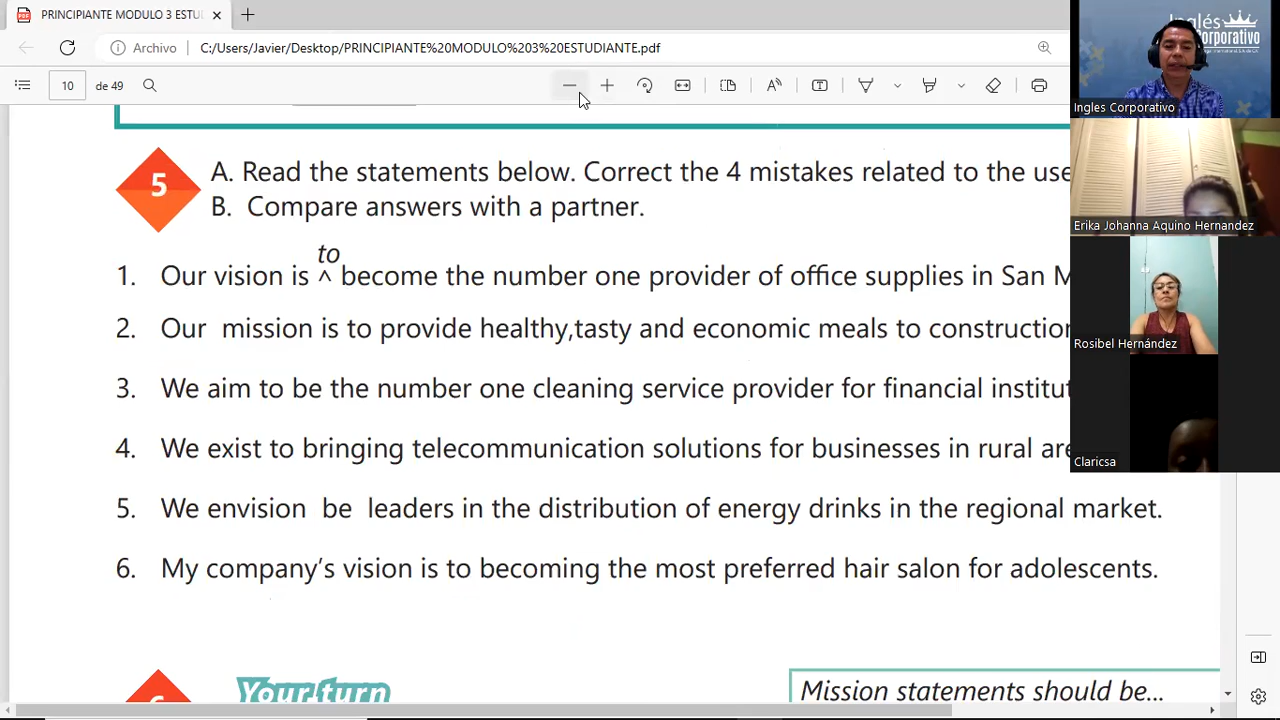 PRINCIPIANTE MODULO 3 ESTU
Archivo
C:/Users/Javier/Desktop/PRINCIPIANTE%20MODULO%203%20ESTUDIANTE.pdf
10
de 49
Inglés
Corporativo
Ingles Corporativo
Erika Johanna Aquino Hernandez
Rosibel Hernández
Claricsa
5
A. Read the statements below. Correct the 4 mistakes related to the use
B. Compare answers with a partner.
to
1. Our vision is ^ become the number one provider of office supplies in San M
2. Our mission is to provide healthy,tasty and economic meals to construction
3. We aim to be the number one cleaning service provider for financial institut
4. We exist to bringing telecommunication solutions for businesses in rural are
5. We envision be leaders in the distribution of energy drinks in the regional market.
6. My company's vision is to becoming the most preferred hair salon for adolescents.
Your turn
Mission statements should be...